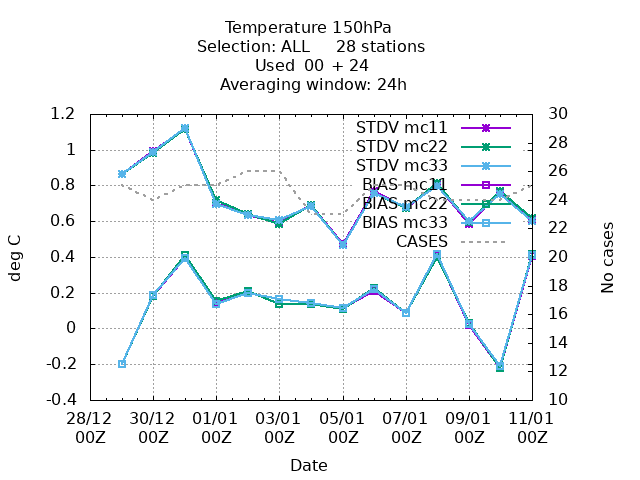 Temperature 150hPa
Selection: ALL 28 stations
Used 00 + 24
Averaging window: 24h
1.2
1
0.8
0.6
0.4
0.2
0
-0.2
-0.4
deg C
30
28
26
24
22
20
18
16
14
12
10
No cases
STDV mc11
STDV mc22
STDV mc33
BIAS mc11
BIAS mc22
BIAS mc33
CASES
28/12 30/12 01/01 03/01 05/01 07/01 09/01 11/01
00Z 00Z 00Z 00Z 00Z 00Z 00Z 00Z
Date